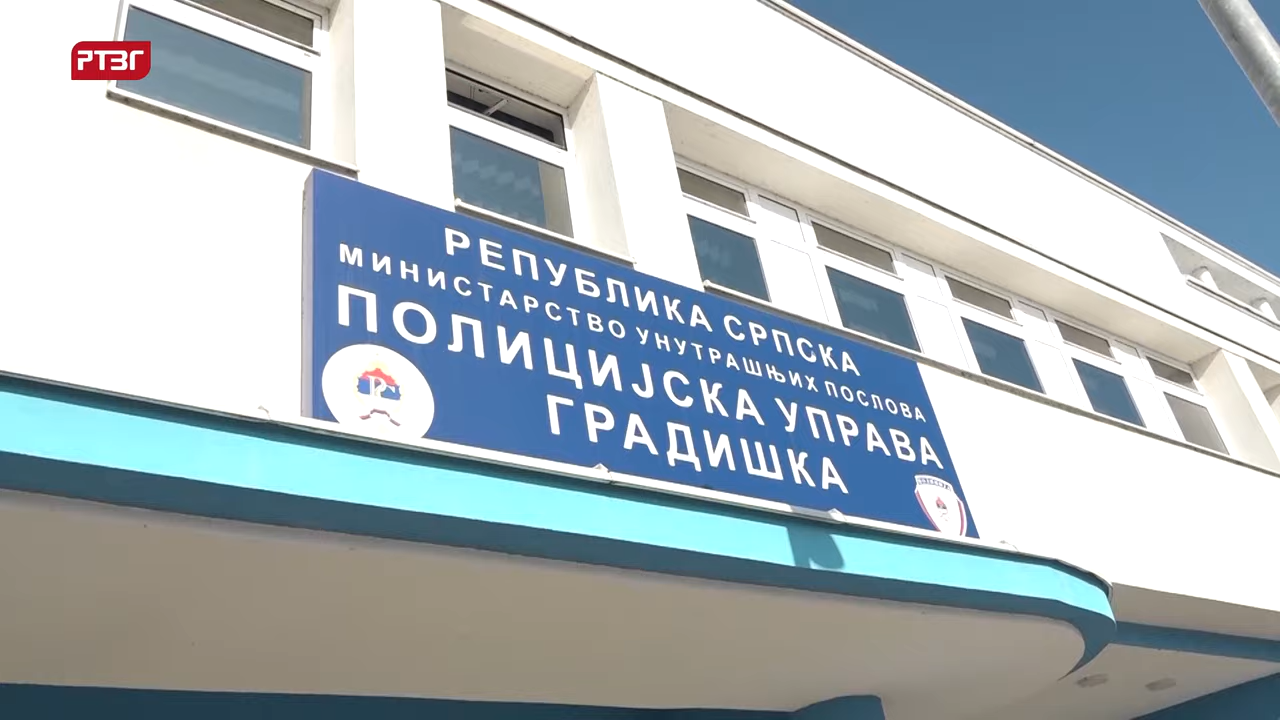 РТВГ
РЕПУБЛИКА СРПСКА
МИНИСТАРСТВО УНУТРАШЊИХ ПОСЛОВА
ПОЛИЦИЈСКА УПРАВА
ГРАДИШКА